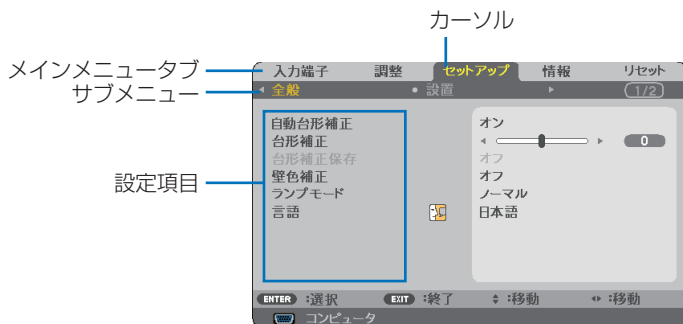 カーソル
メインメニュータブ
入力端子 調整 セットアップ 情報 リセット
サブメニュー
全般 設置 (1/2)
設定項目
自動台形補正 オン
台形補正 0
台形補正保存 オフ
壁色補正 オフ
ランプモード ノーマル
言語 日本語
ENTER :選択 EXIT :終了 :移動 :移動
コンピュータ